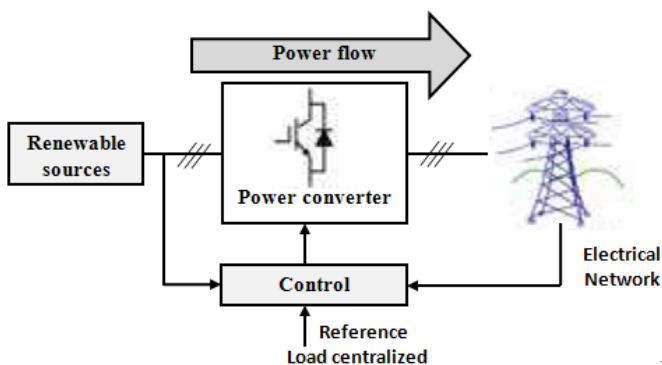 Power flow
Renewable
sources
Power converter
Electrical
Network
Control
Reference
Load centralized